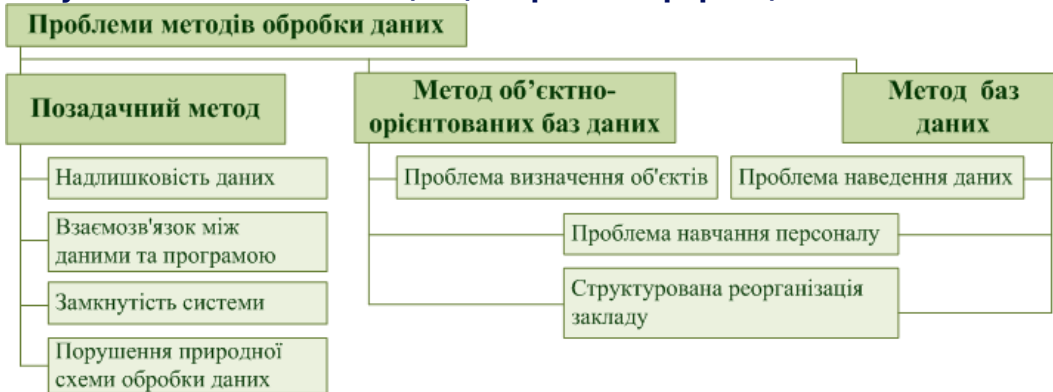 Проблеми методів обробки даних
Позадачний метод
Метод об’єктно-
орієнтованих баз даних
Метод баз
даних
Надлишковість даних
Взаємозв'язок між
даними та програмою
Замкнутість системи
Порушення природної
схеми обробки даних
Проблема визначення об'єктів
Проблема наведення даних
Проблема навчання персоналу
Структурована реорганізація
закладу